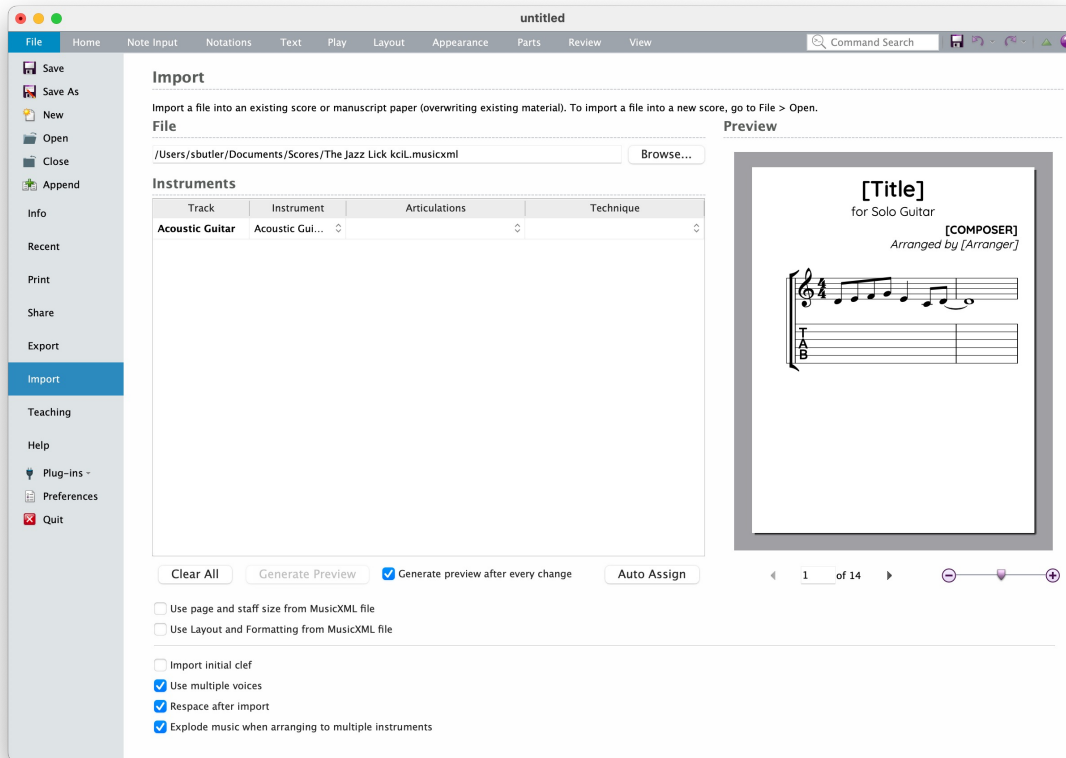 untitled
File Home Note Input Notations Text Play Layout Appearance Parts Review View Command Search
Save
Save As
New
Open
Close
Append
Info
Recent
Print
Share
Export
Import
Teaching
Help
Plug-ins
Preferences
Quit
Import
Import a file into an existing score or manuscript paper (overwriting existing material). To import a file into a new score, go to File > Open.
File
/Users/sbutler/Documents/Scores/The Jazz Lick kciL.musicxml Browse...
Instruments
Track Instrument Articulations Technique
Acoustic Guitar Acoustic Gui...
Clear All Generate Preview Generate preview after every change Auto Assign
Use page and staff size from MusicXML file
Use Layout and Formatting from MusicXML file
Import initial clef
Use multiple voices
Respace after import
Explode music when arranging to multiple instruments
Preview
[Title]
for Solo Guitar
[COMPOSER]
Arranged by [Arranger]
4
4
T
A
B
1 of 14